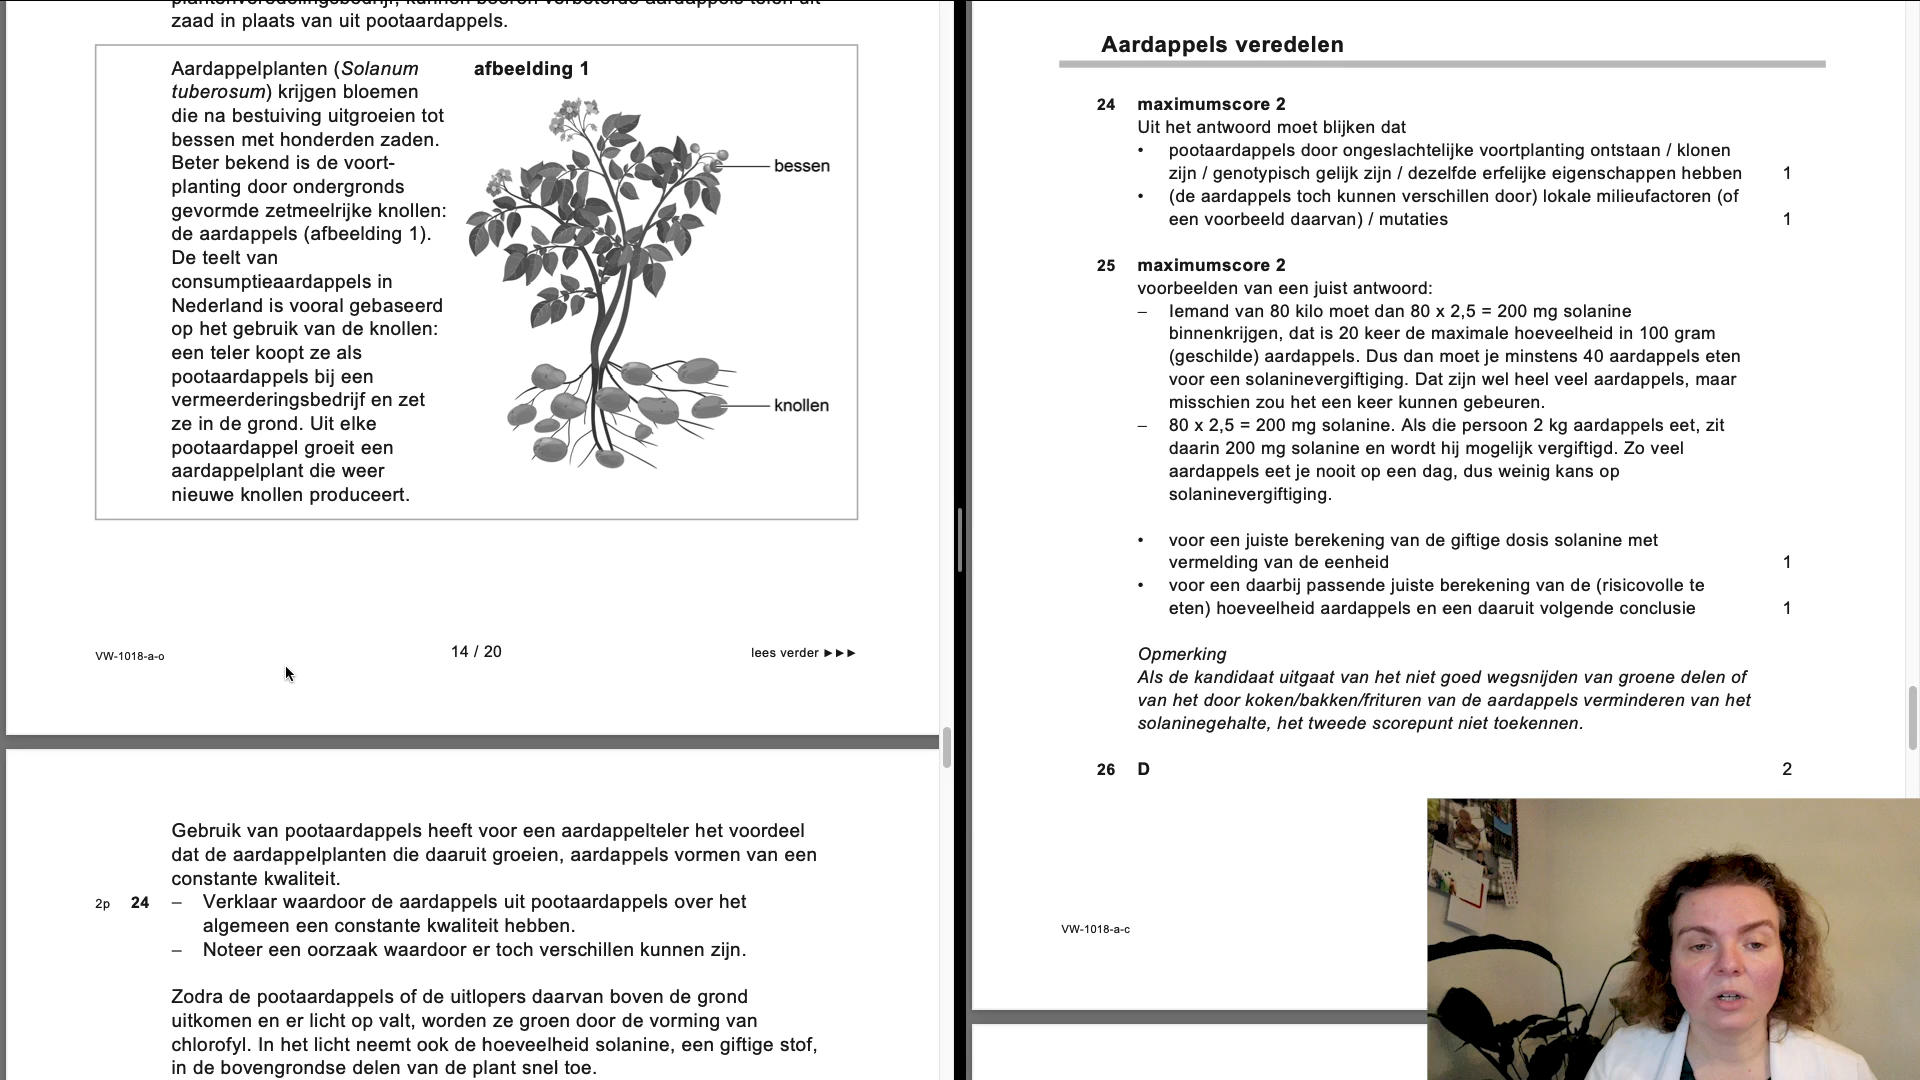 zaad in plaats van uit pootaardappels.
Aardappelplanten (Solanum
tuberosum) krijgen bloemen
die na bestuiving uitgroeien tot
bessen met honderden zaden.
Beter bekend is de voort-
planting door ondergronds
gevormde zetmeelrijke knollen:
de aardappels (afbeelding 1).
De teelt van
consumptieaardappels in
Nederland is vooral gebaseerd
op het gebruik van de knollen:
een teler koopt ze als
pootaardappels bij een
vermeerderingsbedrijf en zet
ze in de grond. Uit elke
pootaardappel groeit een
aardappelplant die weer
nieuwe knollen produceert.
afbeelding 1
bessen
knollen
VW-1018-a-o
14 / 20
lees verder ►►►
Gebruik van pootaardappels heeft voor een aardappelteler het voordeel
dat de aardappelplanten die daaruit groeien, aardappels vormen van een
constante kwaliteit.
2p 24 – Verklaar waardoor de aardappels uit pootaardappels over het
algemeen een constante kwaliteit hebben.
– Noteer een oorzaak waardoor er toch verschillen kunnen zijn.
Zodra de pootaardappels of de uitlopers daarvan boven de grond
uitkomen en er licht op valt, worden ze groen door de vorming van
chlorofyl. In het licht neemt ook de hoeveelheid solanine, een giftige stof,
in de bovengrondse delen van de plant snel toe.
Aardappels veredelen
24 maximumscore 2
Uit het antwoord moet blijken dat
• pootaardappels door ongeslachtelijke voortplanting ontstaan / klonen
zijn / genotypisch gelijk zijn / dezelfde erfelijke eigenschappen hebben 1
• (de aardappels toch kunnen verschillen door) lokale milieufactoren (of
een voorbeeld daarvan) / mutaties 1
25 maximumscore 2
voorbeelden van een juist antwoord:
– Iemand van 80 kilo moet dan 80 x 2,5 = 200 mg solanine
binnenkrijgen, dat is 20 keer de maximale hoeveelheid in 100 gram
(geschilde) aardappels. Dus dan moet je minstens 40 aardappels eten
voor een solaninevergiftiging. Dat zijn wel heel veel aardappels, maar
misschien zou het een keer kunnen gebeuren.
– 80 x 2,5 = 200 mg solanine. Als die persoon 2 kg aardappels eet, zit
daarin 200 mg solanine en wordt hij mogelijk vergiftigd. Zo veel
aardappels eet je nooit op een dag, dus weinig kans op
solaninevergiftiging.
• voor een juiste berekening van de giftige dosis solanine met
vermelding van de eenheid 1
• voor een daarbij passende juiste berekening van de (risicovolle te
eten) hoeveelheid aardappels en een daaruit volgende conclusie 1
Opmerking
Als de kandidaat uitgaat van het niet goed wegsnijden van groene delen of
van het door koken/bakken/frituren van de aardappels verminderen van het
solaninegehalte, het tweede scorepunt niet toekennen.
26 D 2
VW-1018-a-c